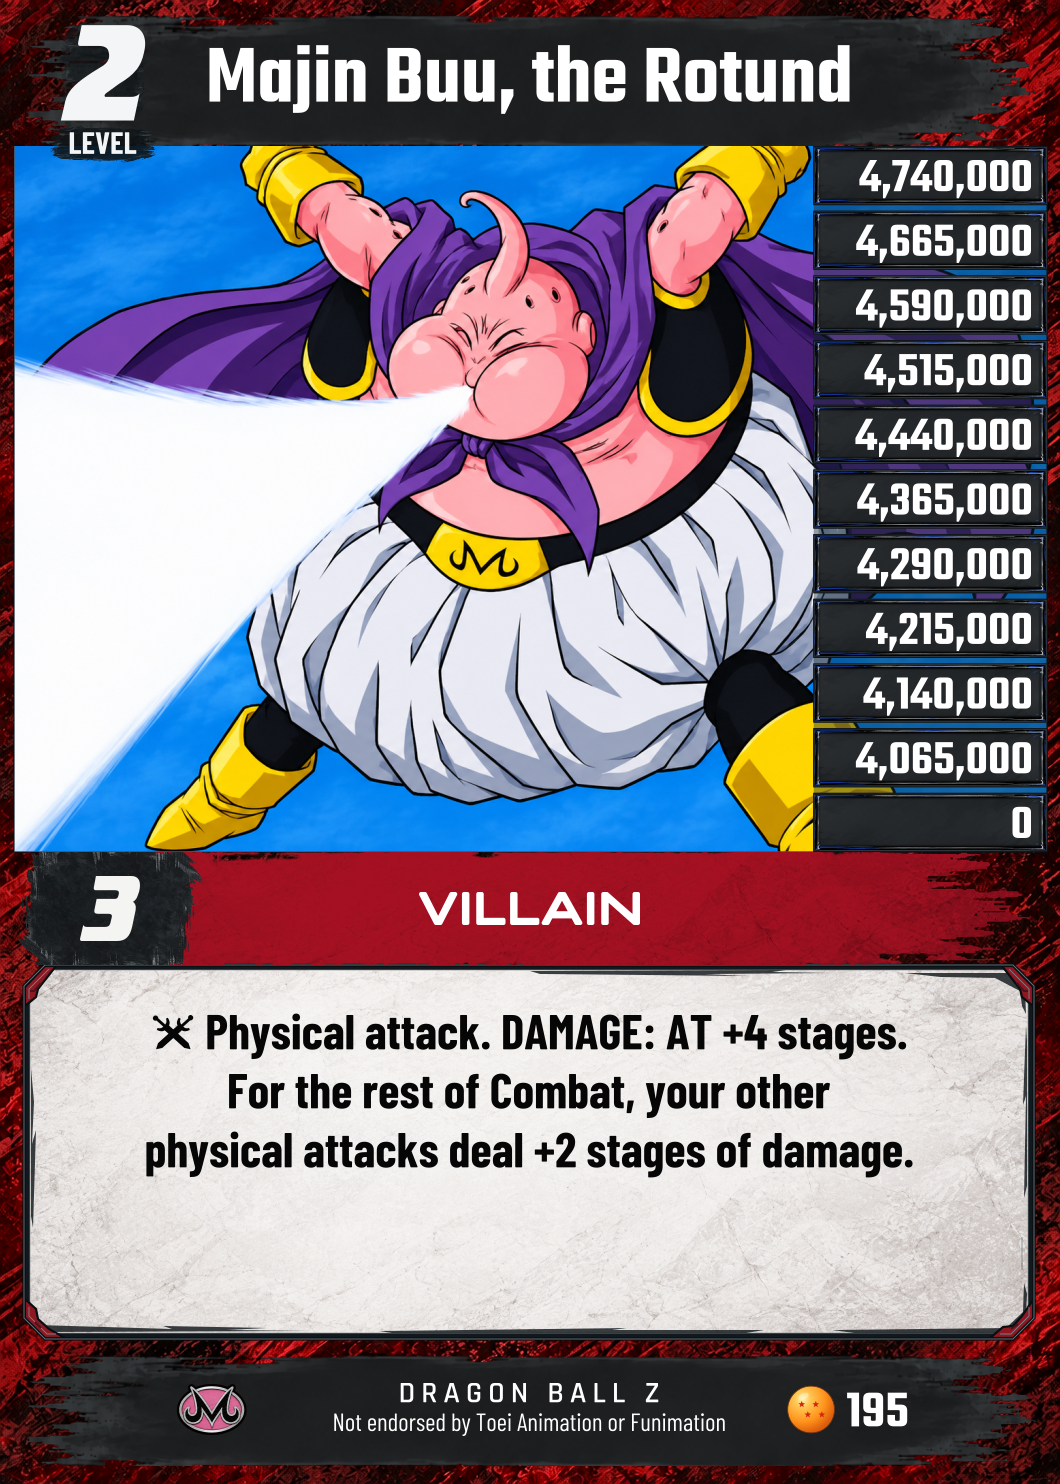 2
LEVEL
Majin Buu, the Rotund
4,740,000
4,665,000
4,590,000
4,515,000
4,440,000
4,365,000
4,290,000
4,215,000
4,140,000
4,065,000
0
3
VILLAIN
Physical attack. DAMAGE: AT +4 stages.
For the rest of Combat, your other
physical attacks deal +2 stages of damage.
DRAGON BALL Z
Not endorsed by Toei Animation or Funimation
195